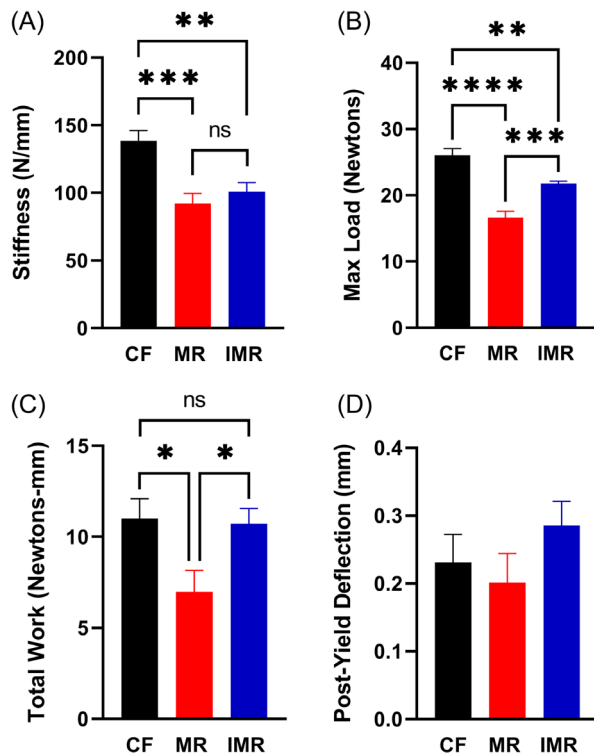 (A)
Stiffness (N/mm)
200
150
100
50
0
**
***
ns
CF MR IMR
(B)
Max Load (Newtons)
40
30
20
10
0
**
****
***
CF MR IMR
(C)
Total Work (Newtons-mm)
15
10
5
0
ns
* *
CF MR IMR
(D)
Post-Yield Deflection (mm)
0.4
0.3
0.2
0.1
0.0
CF MR IMR